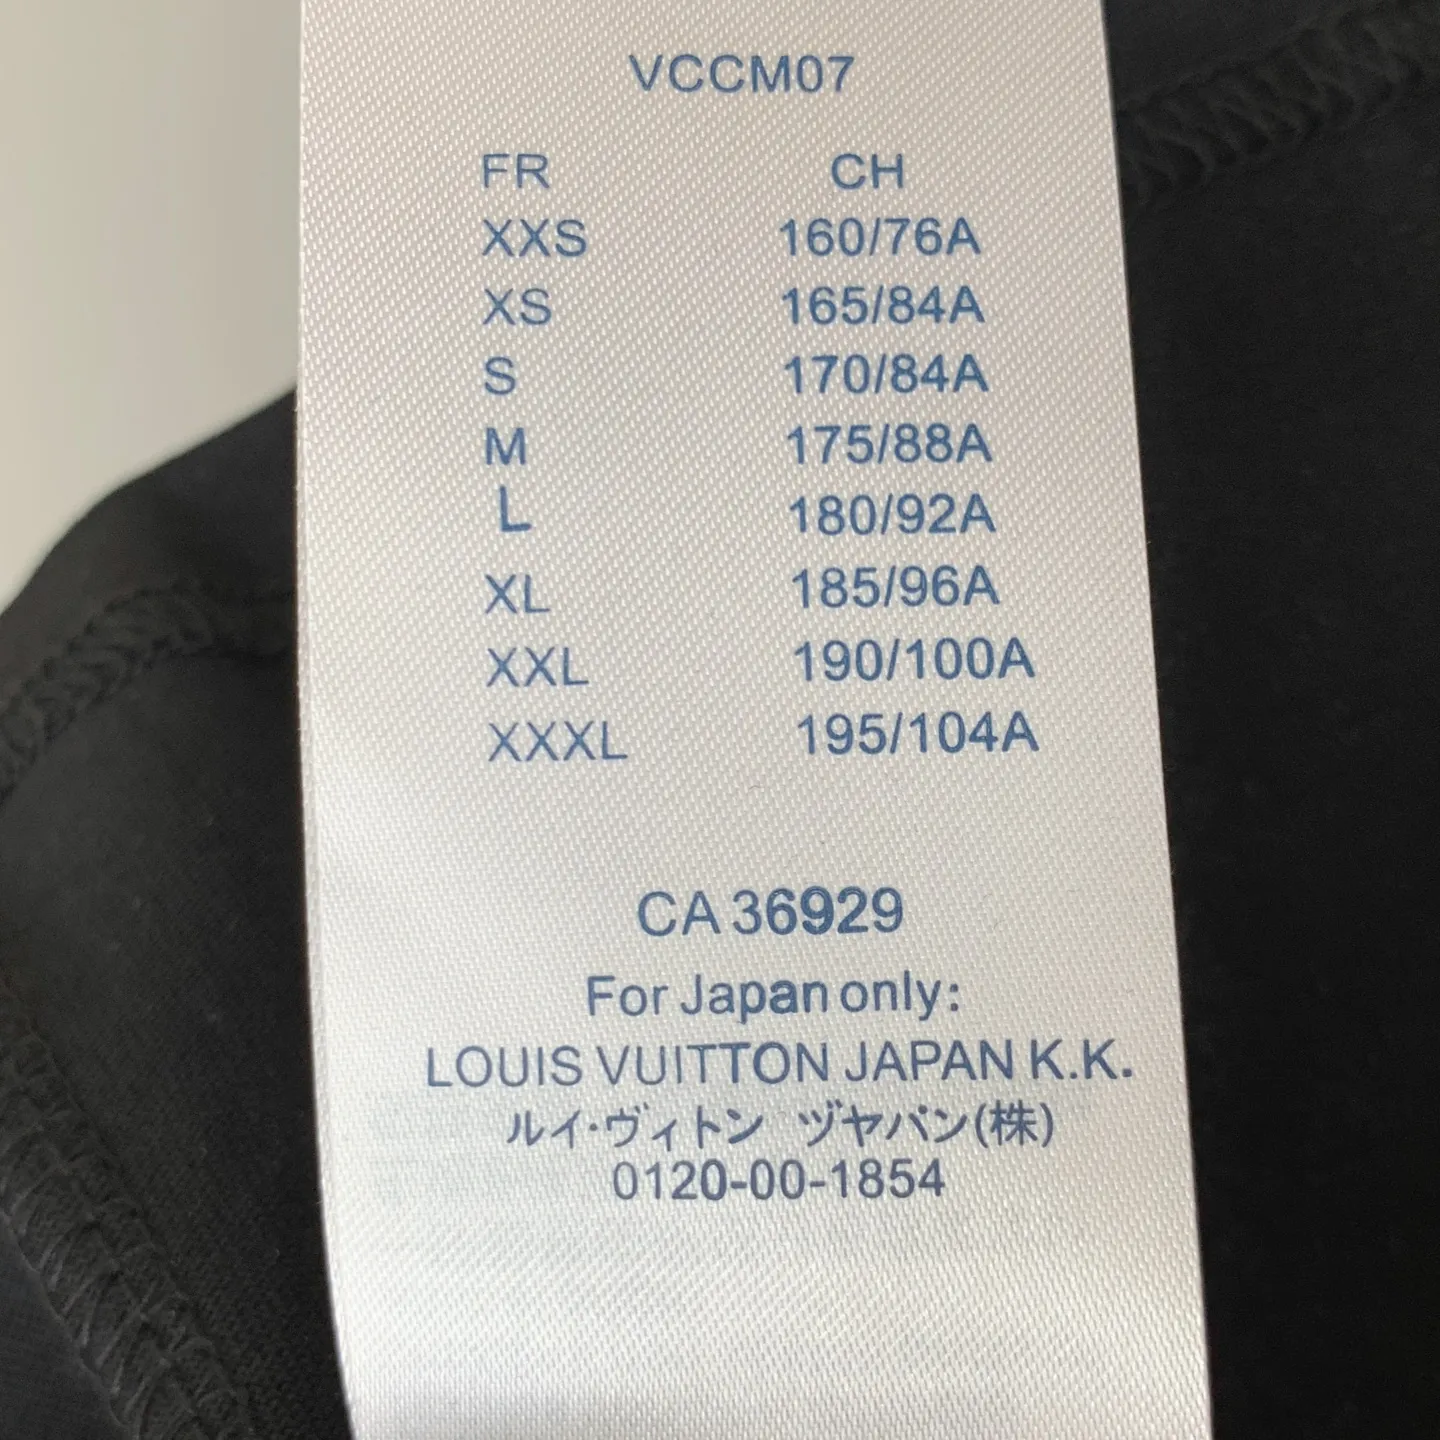 VCCM07
FR CH
XXS 160/76A
XS 165/84A
S 170/84A
M 175/88A
L 180/92A
XL 185/96A
XXL 190/100A
XXXL 195/104A
CA 36929
For Japan only:
LOUIS VUITTON JAPAN K.K.
ルイ·ヴィトン ヅヤパン(株)
0120-00-1854